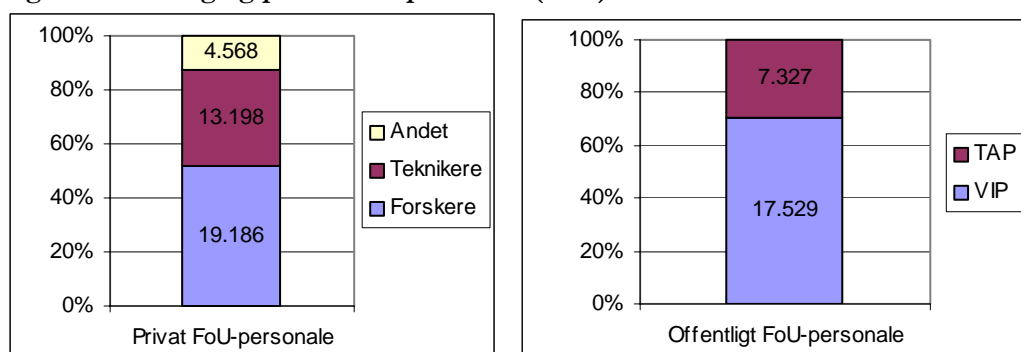 100%
80%
60%
40%
20%
0%
4.568
13.198
19.186
Andet
Teknikere
Forskere
Privat FoU-personale
100%
80%
60%
40%
20%
0%
7.327
17.529
TAP
VIP
Offentligt FoU-personale